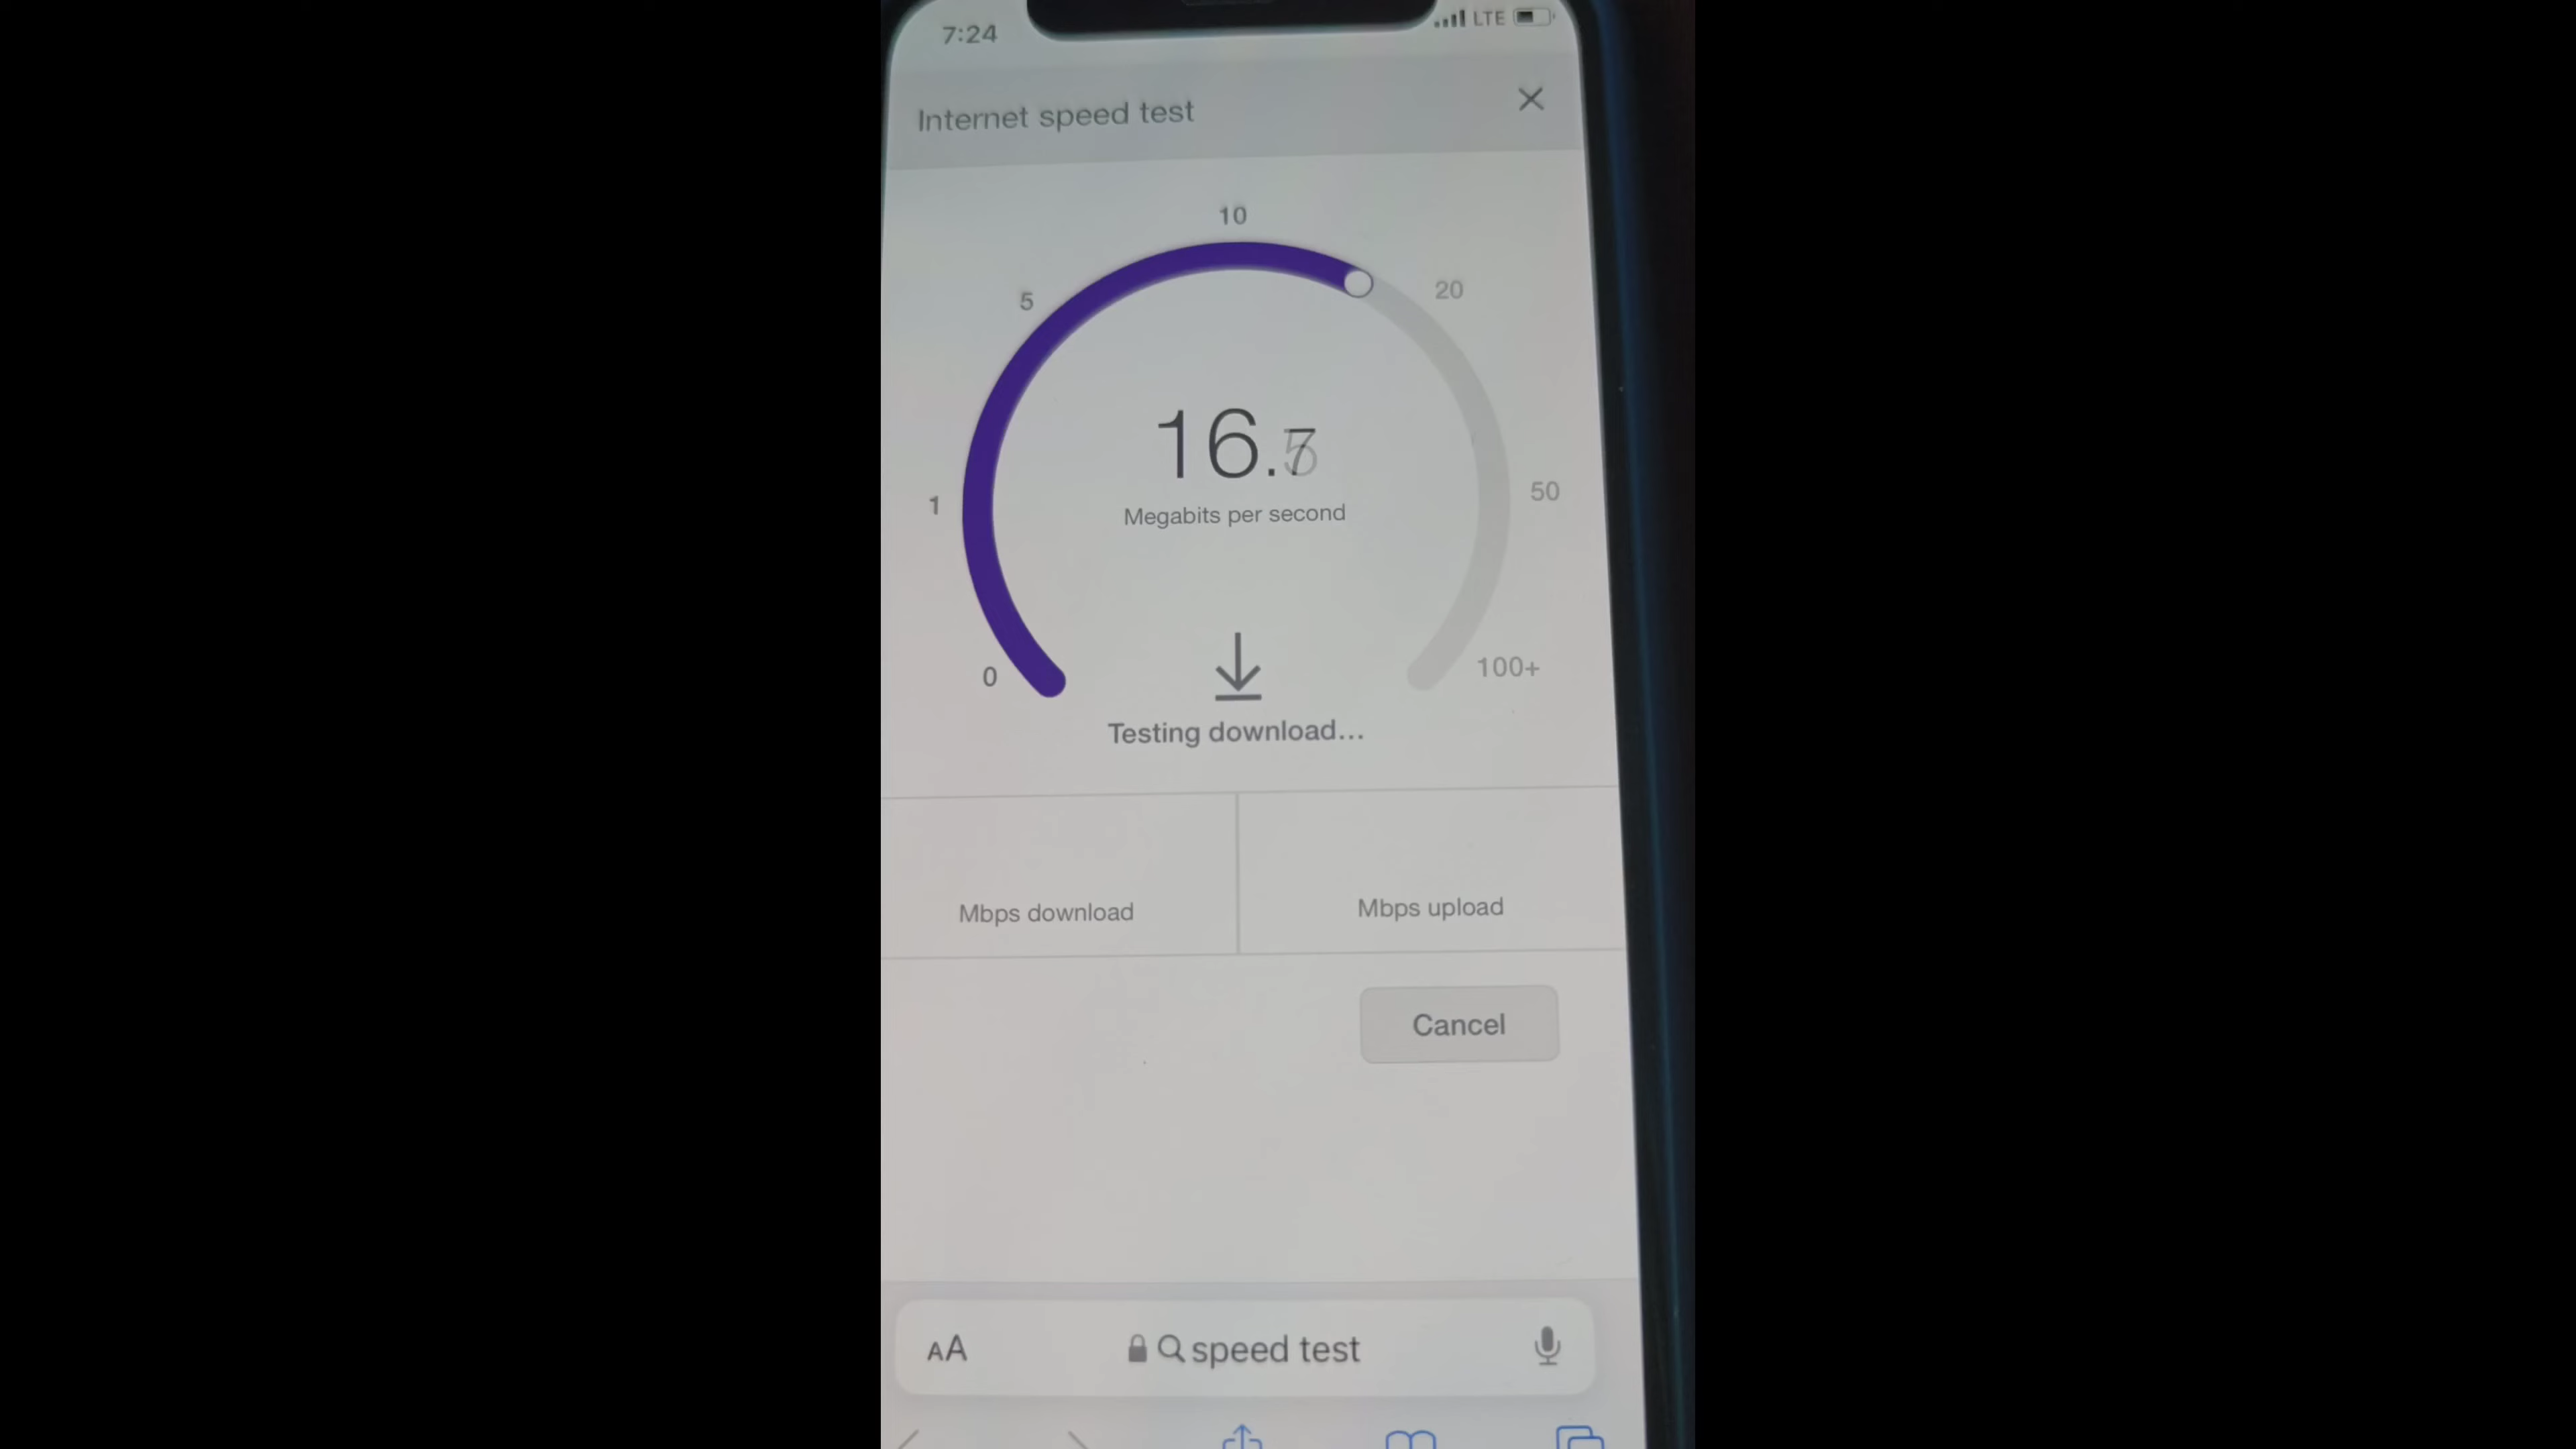 7:24
LTE
Internet speed test
10
5
20
16.
1
50
Megabits per second
0
100+
Testing download...
Mbps download
Mbps upload
Cancel
AA
speed test